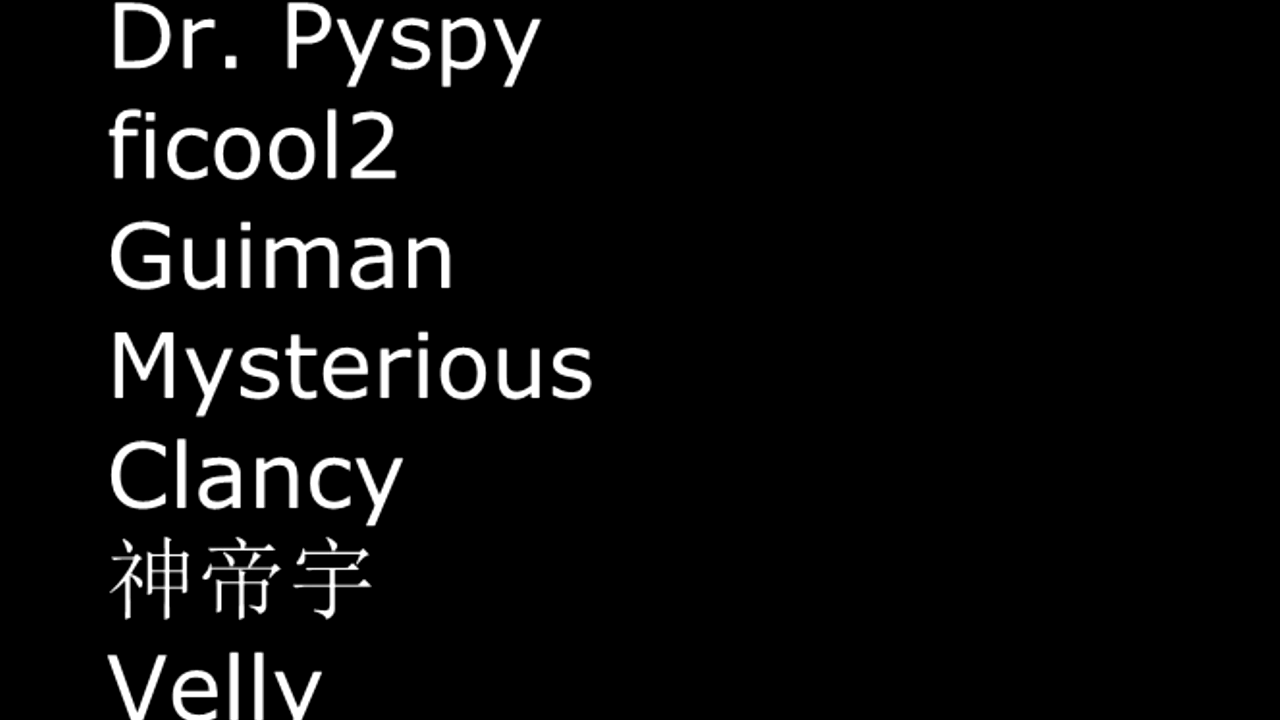 Dr. Pyspy
ficool2
Guiman
Mysterious
Clancy
神帝宇
Velly